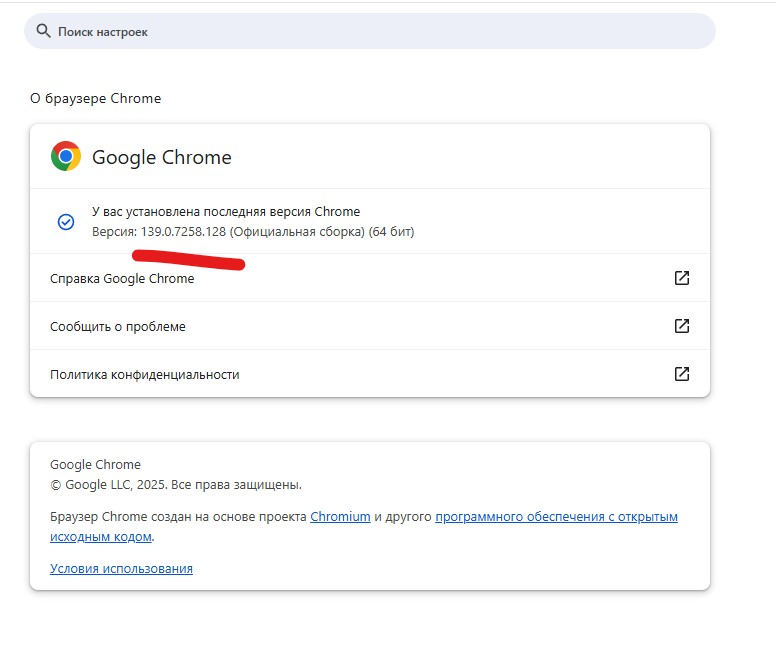 Поиск настроек
О браузере Chrome
Google Chrome
У вас установлена последняя версия Chrome
Версия: 139.0.7258.128 (Официальная сборка) (64 бит)
Справка Google Chrome
Сообщить о проблеме
Политика конфиденциальности
Google Chrome
© Google LLC, 2025. Все права защищены.
Браузер Chrome создан на основе проекта Chromium и другого программного обеспечения с открытым
исходным кодом.
Условия использования